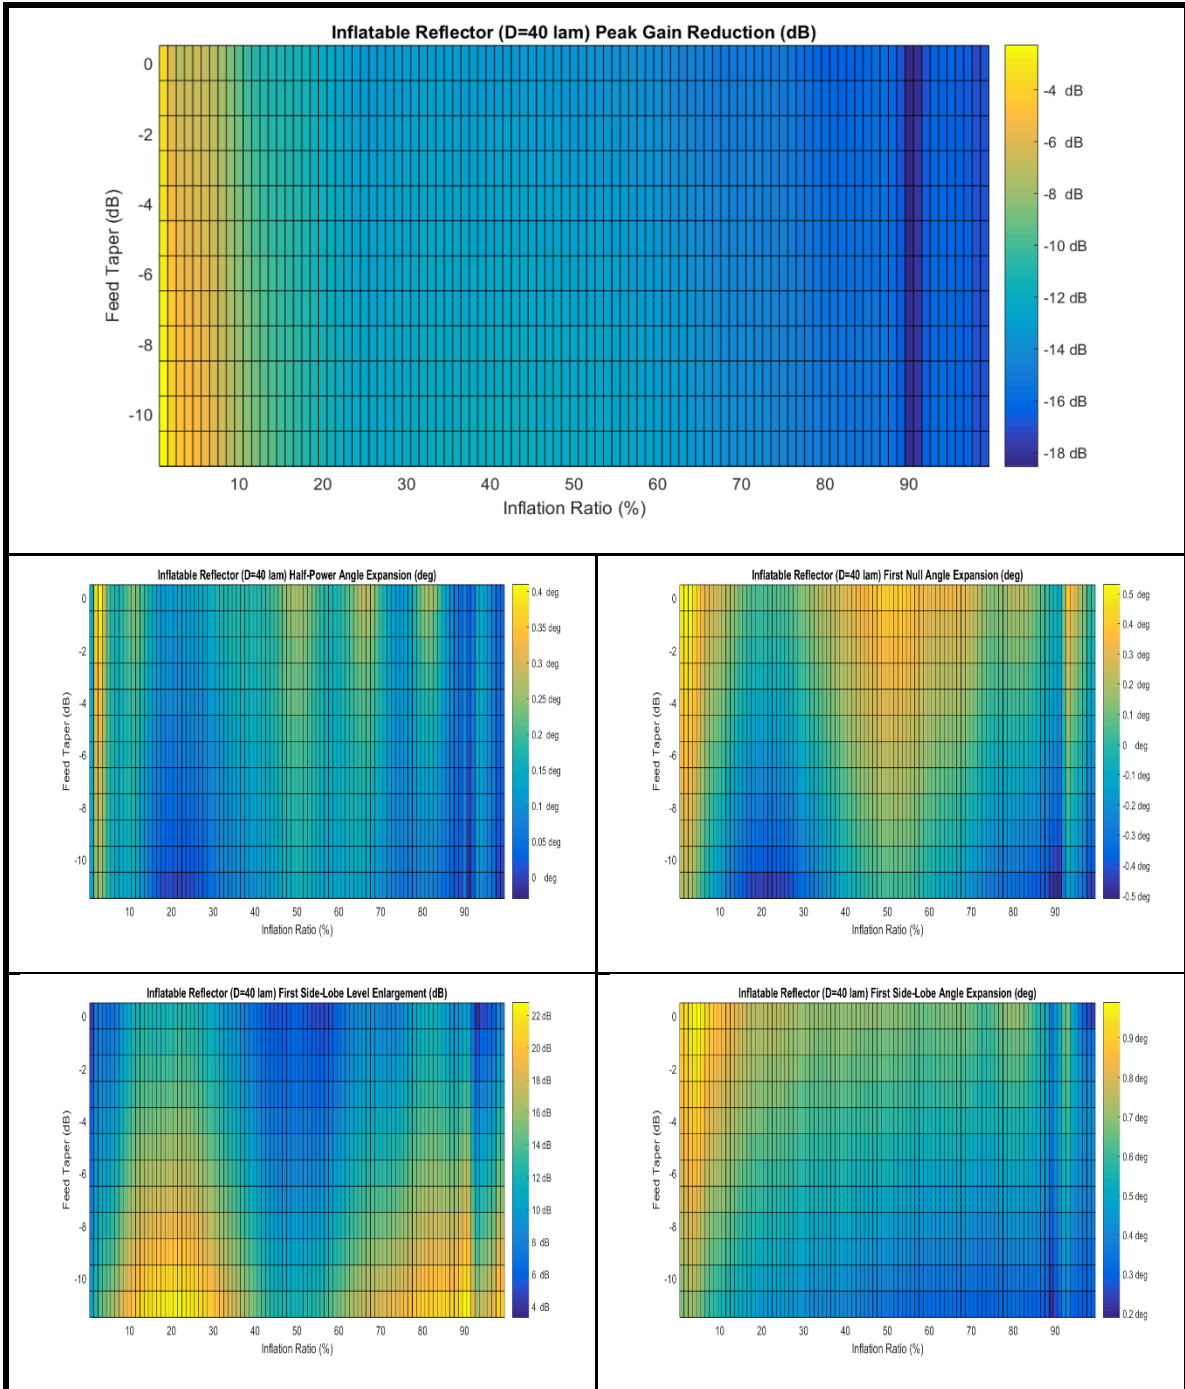 Inflatable Reflector (D=40 lam) Peak Gain Reduction (dB)
Feed Taper (dB)
0
-2
-4
-6
-8
-10
10 20 30 40 50 60 70 80 90
Inflation Ratio (%)
-4 dB
-6 dB
-8 dB
-10 dB
-12 dB
-14 dB
-16 dB
-18 dB
Inflatable Reflector (D=40 lam) Half-Power Angle Expansion (deg)
Feed Taper (dB)
0
-2
-4
-6
-8
-10
10 20 30 40 50 60 70 80 90
Inflation Ratio (%)
0.4 deg
0.35 deg
0.3 deg
0.25 deg
0.2 deg
0.15 deg
0.1 deg
0.05 deg
0 deg
Inflatable Reflector (D=40 lam) First Null Angle Expansion (deg)
Feed Taper (dB)
0
-2
-4
-6
-8
-10
10 20 30 40 50 60 70 80 90
Inflation Ratio (%)
0.5 deg
0.4 deg
0.3 deg
0.2 deg
0.1 deg
0 deg
-0.1 deg
-0.2 deg
-0.3 deg
-0.4 deg
-0.5 deg
Inflatable Reflector (D=40 lam) First Side-Lobe Level Enlargement (dB)
Feed Taper (dB)
0
-2
-4
-6
-8
-10
10 20 30 40 50 60 70 80 90
Inflation Ratio (%)
22 dB
20 dB
18 dB
16 dB
14 dB
12 dB
10 dB
8 dB
6 dB
4 dB
Inflatable Reflector (D=40 lam) First Side-Lobe Angle Expansion (deg)
Feed Taper (dB)
0
-2
-4
-6
-8
-10
10 20 30 40 50 60 70 80 90
Inflation Ratio (%)
0.9 deg
0.8 deg
0.7 deg
0.6 deg
0.5 deg
0.4 deg
0.3 deg
0.2 deg